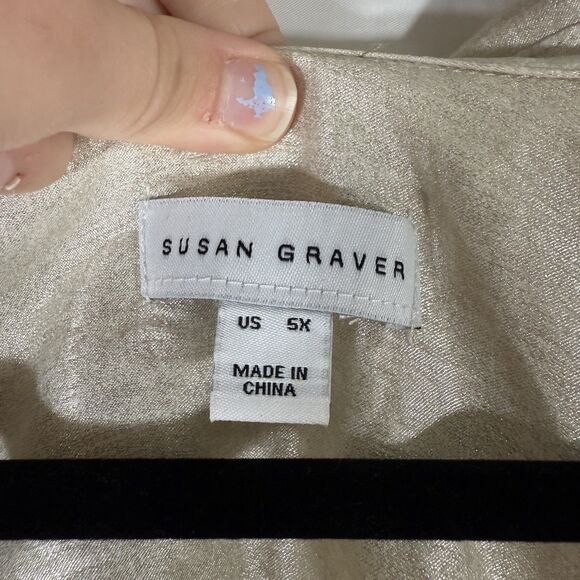 SUSAN GRAVER
US 5X
MADE IN
CHINA